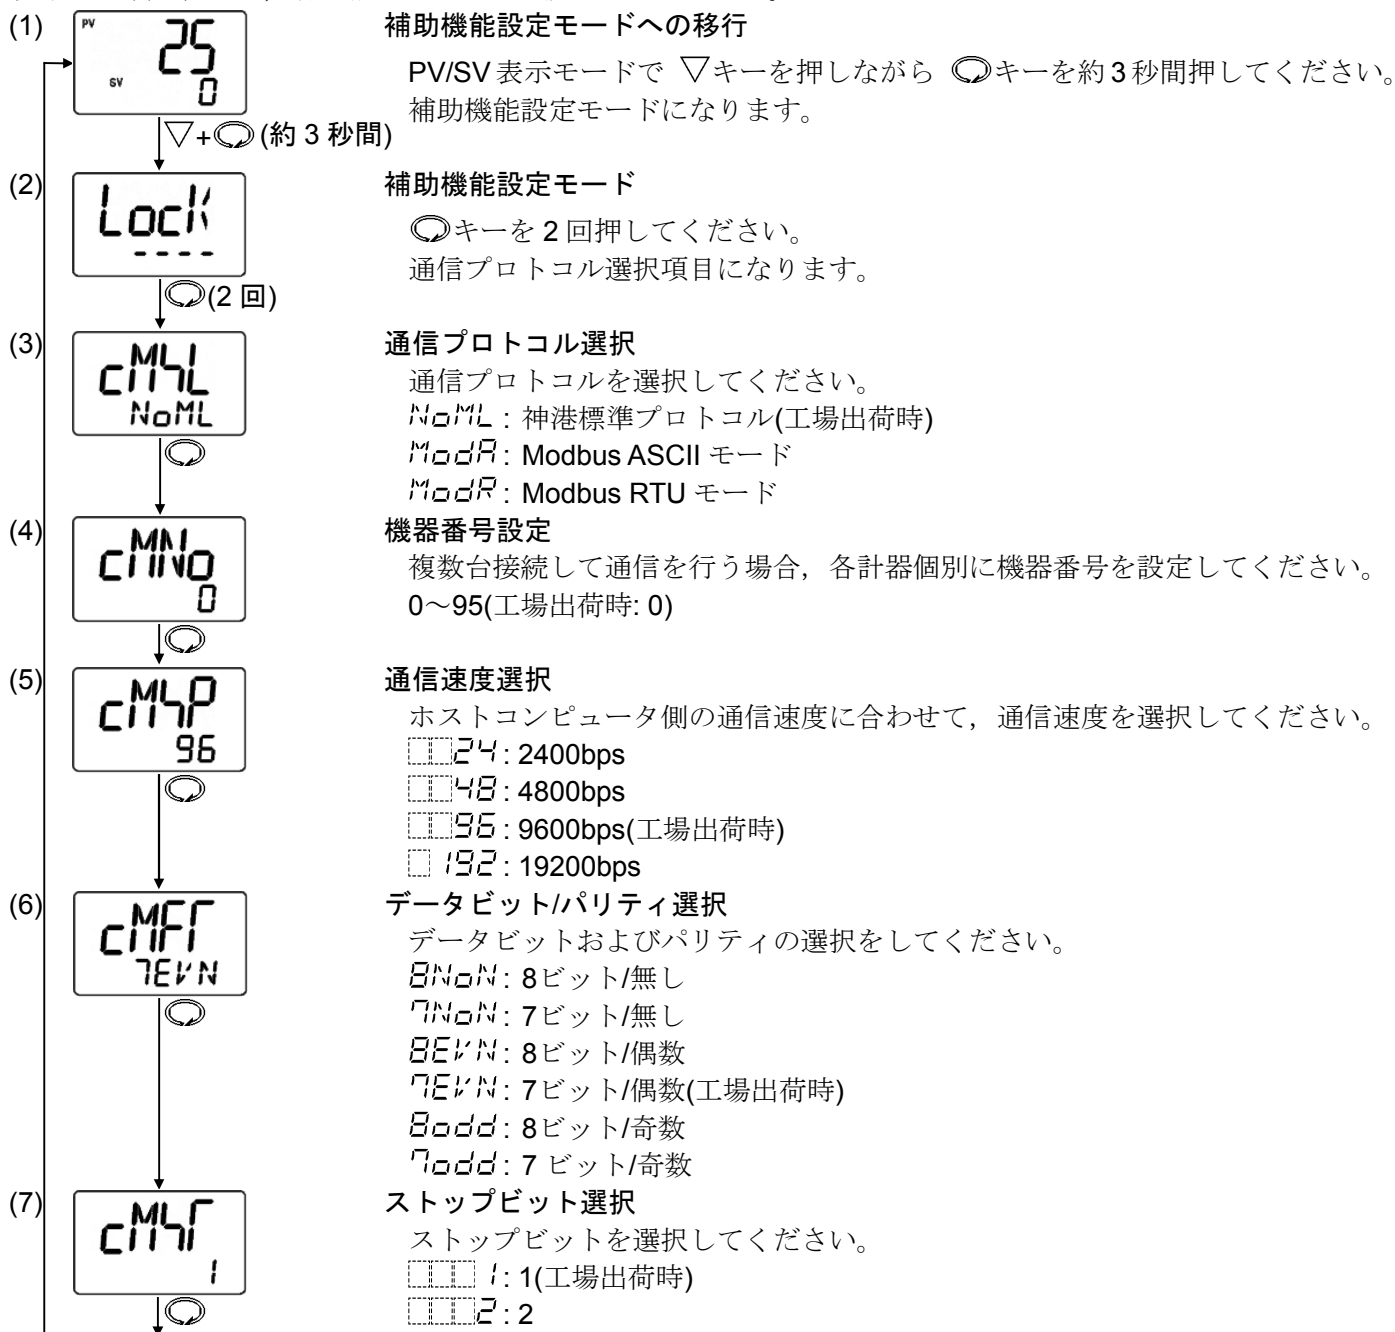 (1)
PV
25
SV
0
補助機能設定モードへの移行
PV/SV 表示モードで ▽キーを押しながら キーを約 3 秒間押してください。
補助機能設定モードになります。
▽+ (約 3 秒間)
(2)
Lock
----
補助機能設定モード
キーを 2 回押してください。
通信プロトコル選択項目になります。
(2 回)
(3)
cMSL
NoML
通信プロトコル選択
通信プロトコルを選択してください。
NoML : 神港標準プロトコル(工場出荷時)
ModA : Modbus ASCII モード
ModR : Modbus RTU モード
(4)
cMNo
0
機器番号設定
複数台接続して通信を行う場合，各計器個別に機器番号を設定してください。
0～95(工場出荷時: 0)
(5)
cMSP
96
通信速度選択
ホストコンピュータ側の通信速度に合わせて，通信速度を選択してください。
24 : 2400bps
48 : 4800bps
96 : 9600bps(工場出荷時)
192 : 19200bps
(6)
cMFT
7EVN
データビット/パリティ選択
データビットおよびパリティの選択をしてください。
8NoN : 8ビット/無し
7NoN : 7ビット/無し
8EVN : 8ビット/偶数
7EVN : 7ビット/偶数(工場出荷時)
8odd : 8ビット/奇数
7odd : 7 ビット/奇数
(7)
cMST
1
ストップビット選択
ストップビットを選択してください。
1 : 1(工場出荷時)
2 : 2